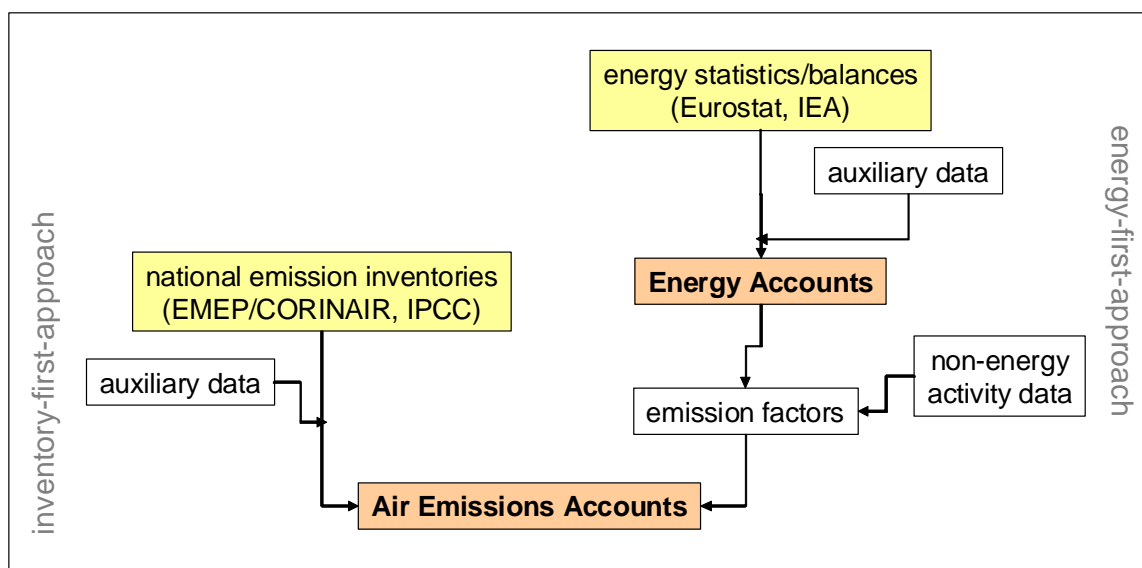 energy statistics/balances
(Eurostat, IEA)
auxiliary data
energy-first-approach
inventory-first-approach
national emission inventories
(EMEP/CORINAIR, IPCC)
Energy Accounts
auxiliary data
non-energy
activity data
emission factors
Air Emissions Accounts